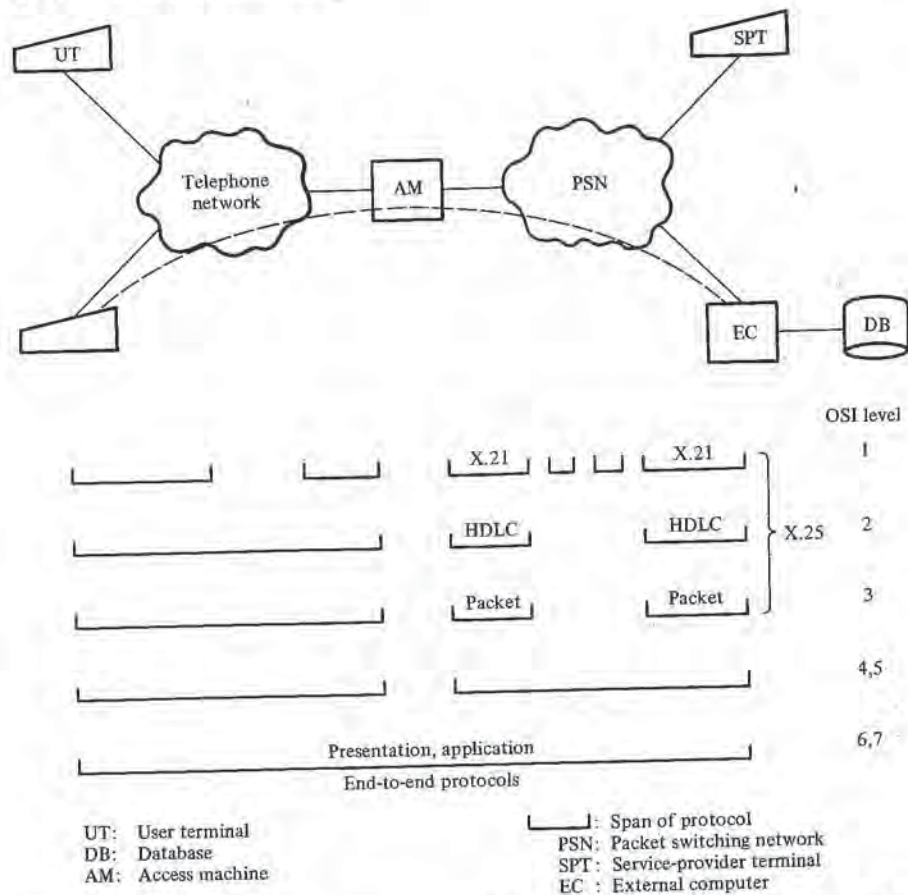 UT
SPT
Telephone
network
AM
PSN
EC
DB
OSI level
X.21
X.21
1
HDLC
HDLC
X.25
2
Packet
Packet
3
4,5
Presentation, application
6,7
End-to-end protocols
UT: User terminal
DB: Database
AM: Access machine
: Span of protocol
PSN: Packet switching network
SPT: Service-provider terminal
EC : External computer